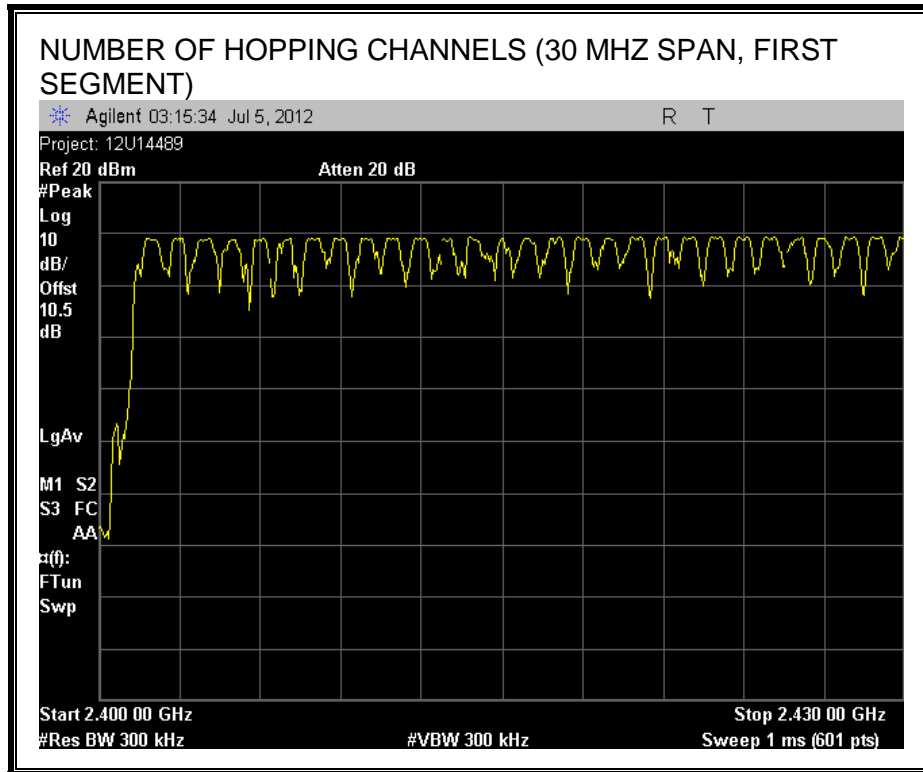 NUMBER OF HOPPING CHANNELS (30 MHZ SPAN, FIRST
SEGMENT)
Agilent 03:15:34 Jul 5, 2012 R T
Project: 12U14489
Ref 20 dBm Atten 20 dB
#Peak
Log
10
dB/
Offst
10.5
dB
LgAv
M1 S2
S3 FC
AA
¤(f):
FTun
Swp
Start 2.400 00 GHz Stop 2.430 00 GHz
#Res BW 300 kHz #VBW 300 kHz Sweep 1 ms (601 pts)